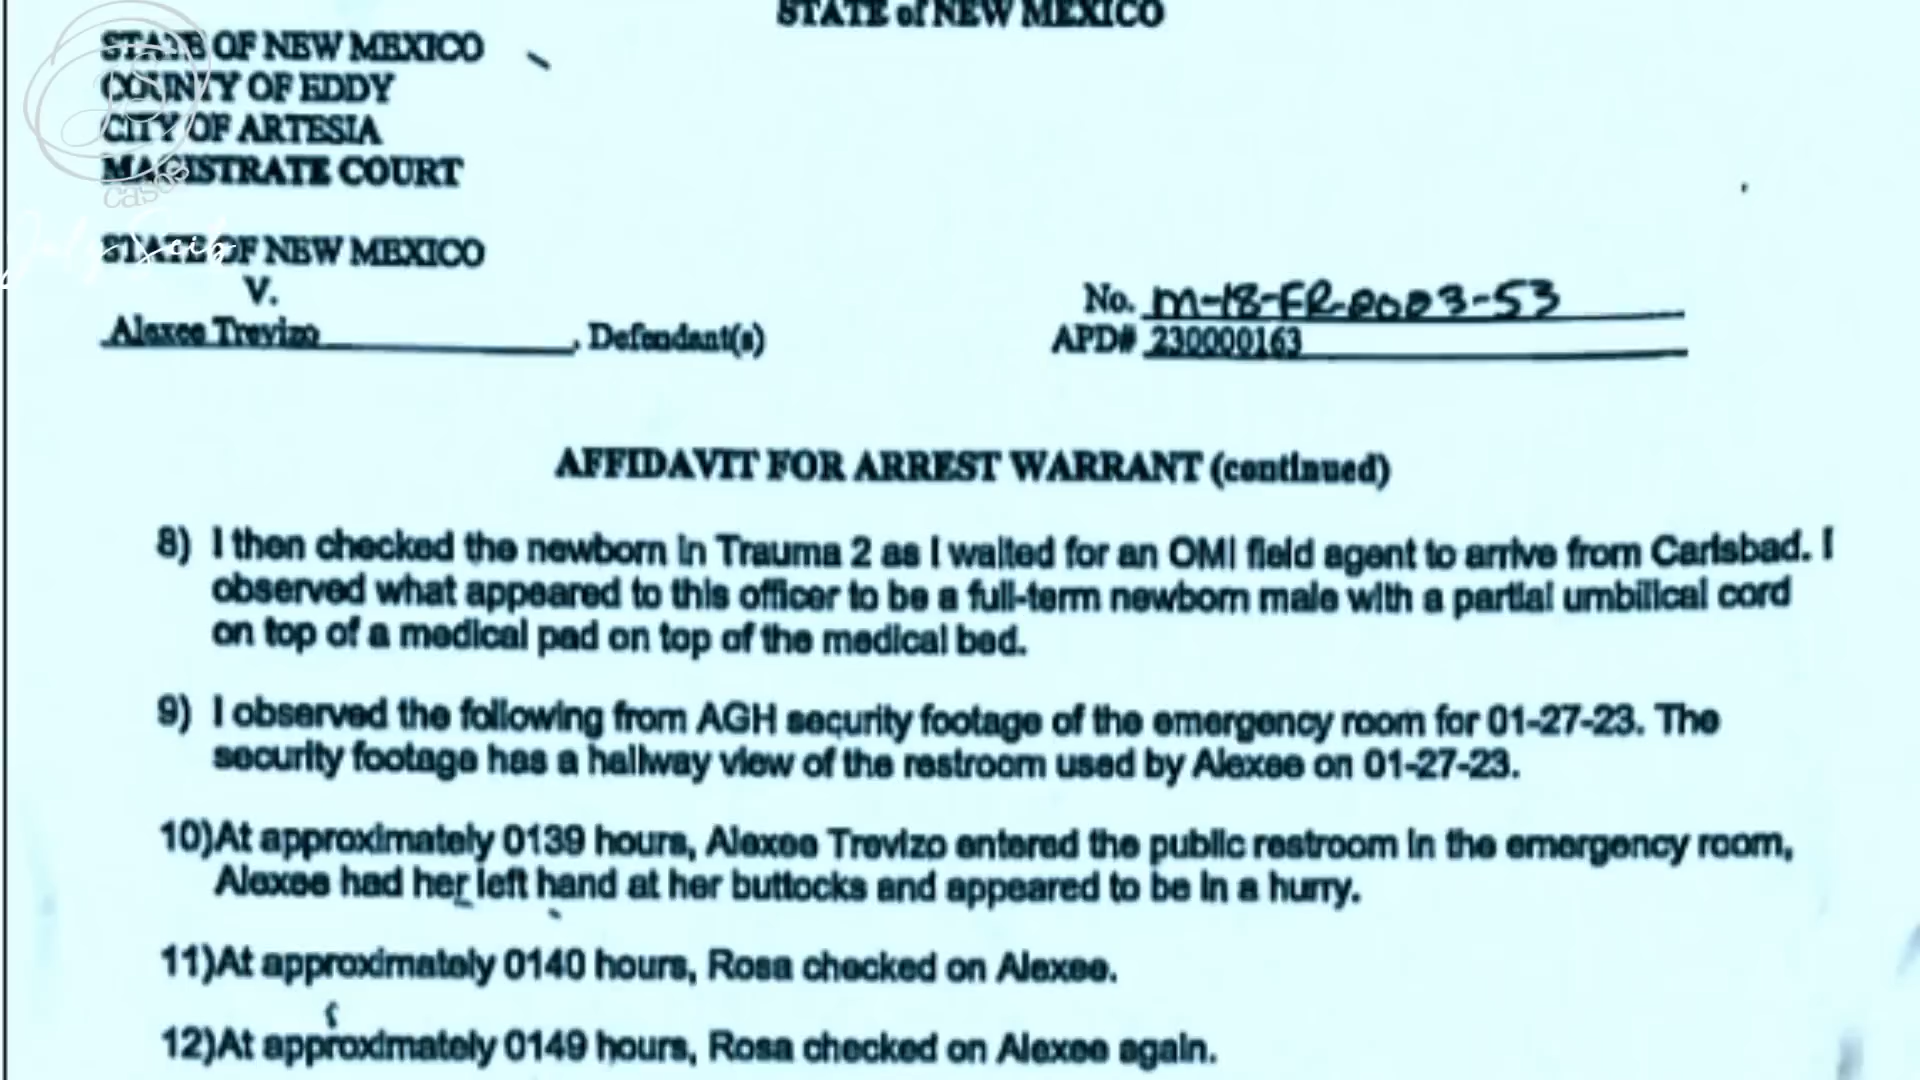 STATE of NEW MEXICO
STATE OF NEW MEXICO
COUNTY OF EDDY
CITY OF ARTESIA
MAGISTRATE COURT
casos
July Scib
STATE OF NEW MEXICO
V.
Alexee Trevizo, Defendant(s)
No. M-18-FR-2023-53
APD# 230000163
AFFIDAVIT FOR ARREST WARRANT (continued)
8) I then checked the newborn in Trauma 2 as I waited for an OMI field agent to arrive from Carlsbad. I
observed what appeared to this officer to be a full-term newborn male with a partial umbilical cord
on top of a medical pad on top of the medical bed.
9) I observed the following from AGH security footage of the emergency room for 01-27-23. The
security footage has a hallway view of the restroom used by Alexee on 01-27-23.
10)At approximately 0139 hours, Alexee Trevizo entered the public restroom in the emergency room,
Alexee had her left hand at her buttocks and appeared to be in a hurry.
11)At approximately 0140 hours, Rosa checked on Alexee.
12)At approximately 0149 hours, Rosa checked on Alexee again.